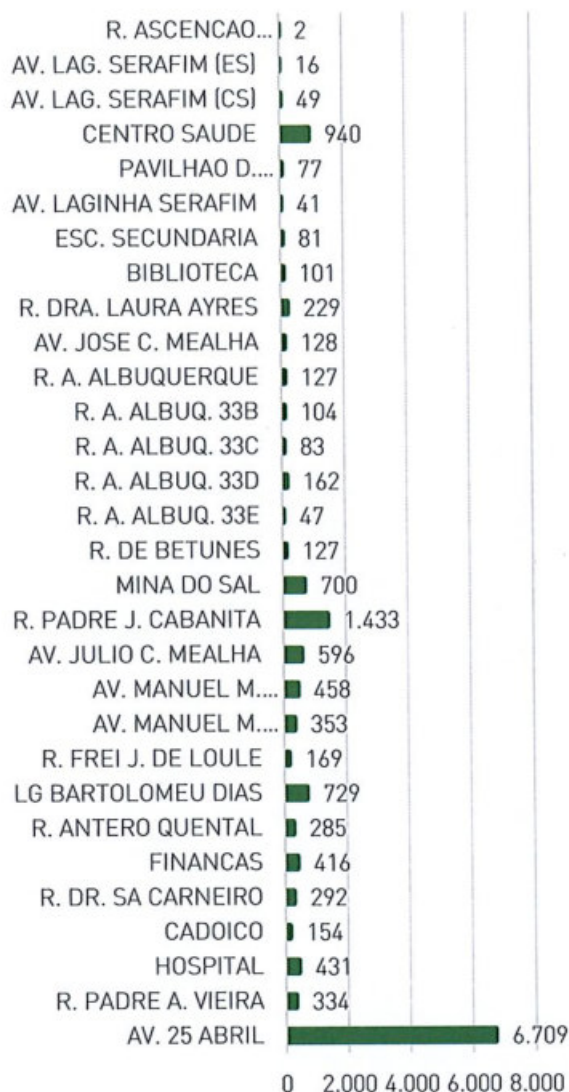 R. ASCENCAO... 2
AV. LAG. SERAFIM (ES) 16
AV. LAG. SERAFIM (CS) 49
CENTRO SAUDE 940
PAVILHAO D.... 77
AV. LAGINHA SERAFIM 41
ESC. SECUNDARIA 81
BIBLIOTECA 101
R. DRA. LAURA AYRES 229
AV. JOSE C. MEALHA 128
R. A. ALBUQUERQUE 127
R. A. ALBUQ. 33B 104
R. A. ALBUQ. 33C 83
R. A. ALBUQ. 33D 162
R. A. ALBUQ. 33E 47
R. DE BETUNES 127
MINA DO SAL 700
R. PADRE J. CABANITA 1.433
AV. JULIO C. MEALHA 596
AV. MANUEL M.... 458
AV. MANUEL M.... 353
R. FREI J. DE LOULE 169
LG BARTOLOMEU DIAS 729
R. ANTERO QUENTAL 285
FINANCAS 416
R. DR. SA CARNEIRO 292
CADOICO 154
HOSPITAL 431
R. PADRE A. VIEIRA 334
AV. 25 ABRIL 6.709
0 2.000 4.000 6.000 8.000